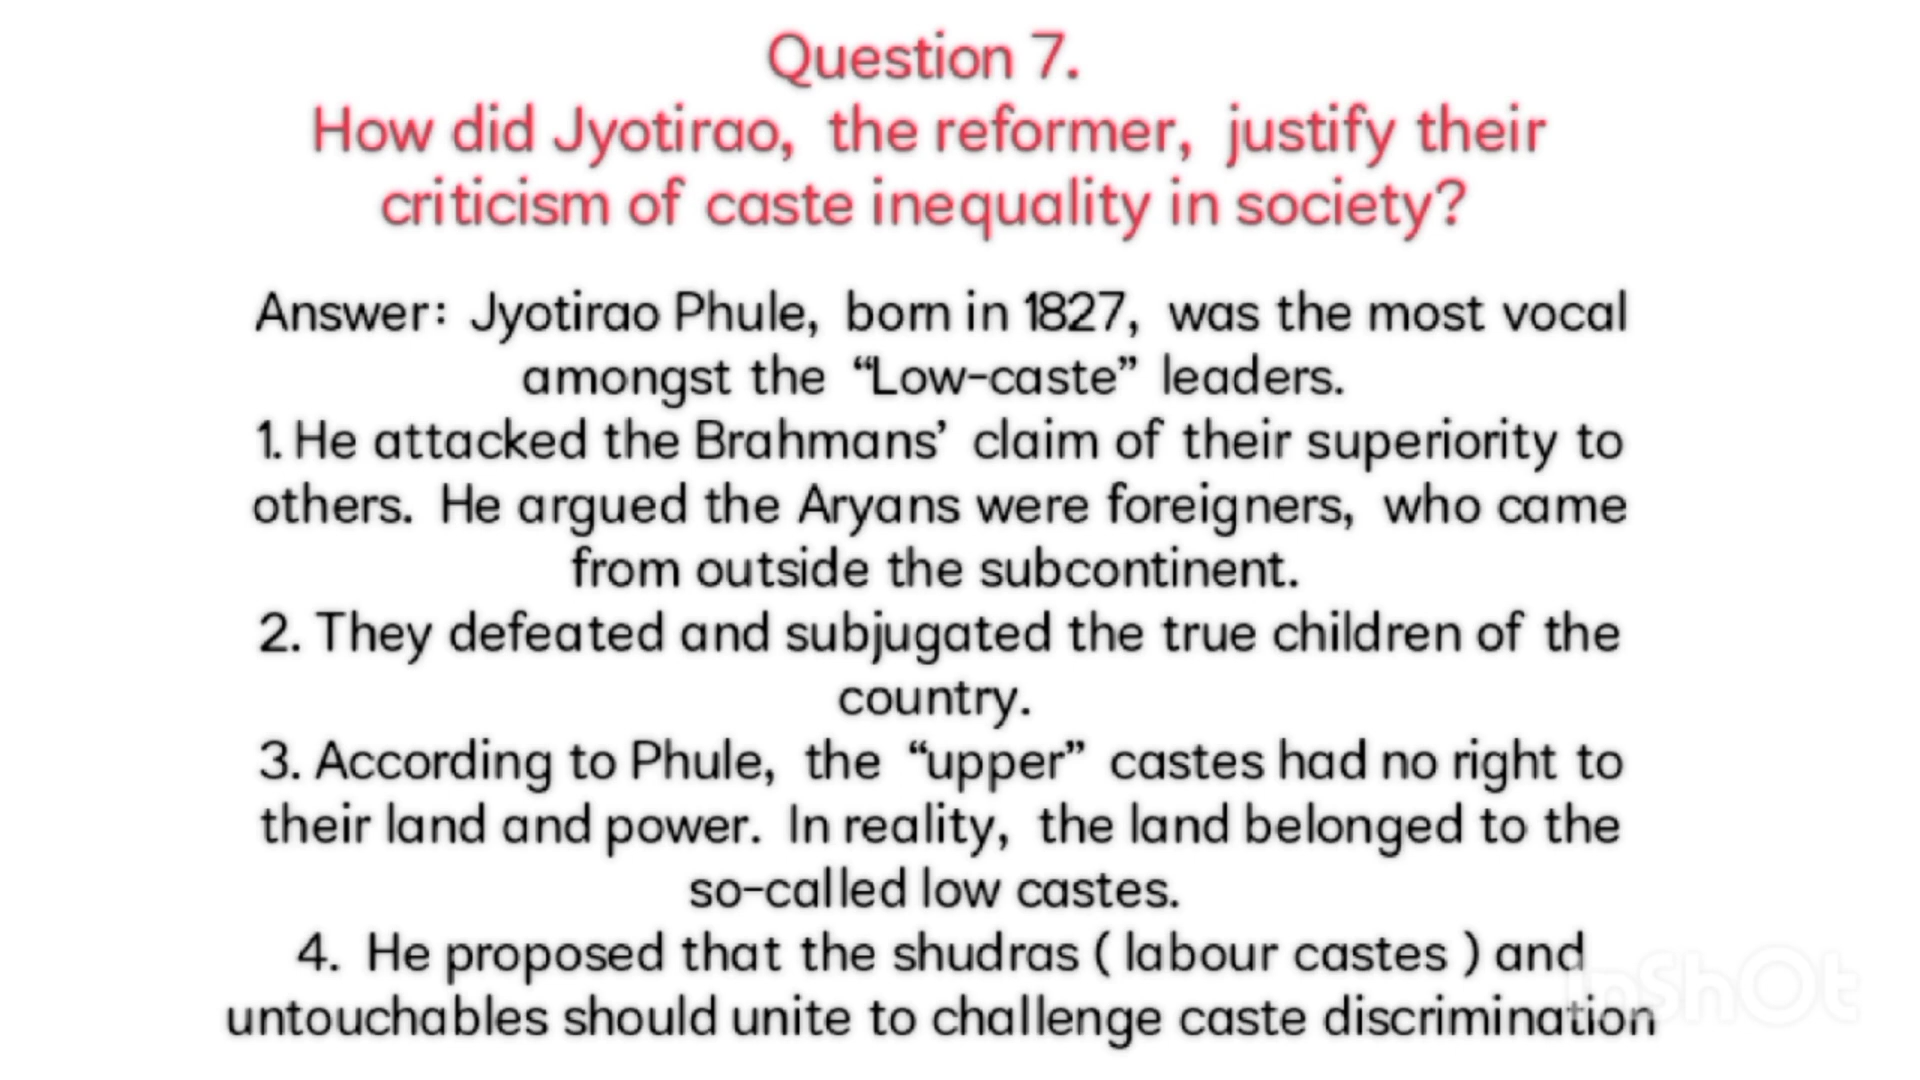 Question 7.
How did Jyotirao, the reformer, justify their
criticism of caste inequality in society?
Answer: Jyotirao Phule, born in 1827, was the most vocal
amongst the “Low-caste” leaders.
1. He attacked the Brahmans’ claim of their superiority to
others. He argued the Aryans were foreigners, who came
from outside the subcontinent.
2. They defeated and subjugated the true children of the
country.
3. According to Phule, the “upper” castes had no right to
their land and power. In reality, the land belonged to the
so-called low castes.
4. He proposed that the shudras ( labour castes ) and
untouchables should unite to challenge caste discrimination
InShOt